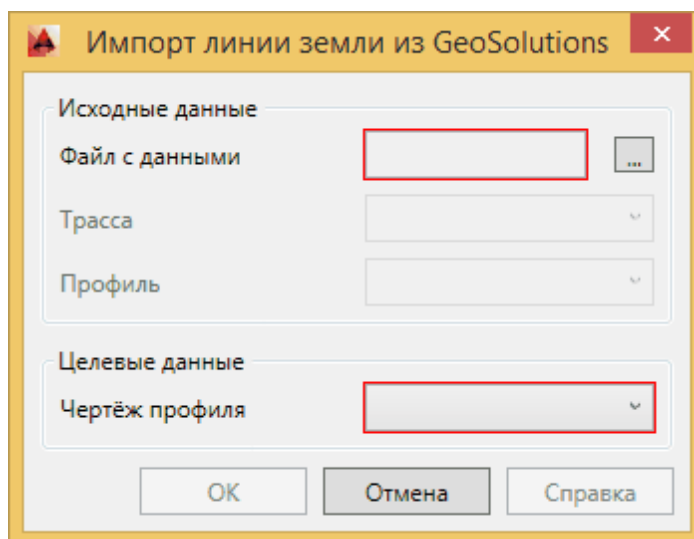 Импорт линии земли из GeoSolutions
Исходные данные
Файл с данными
...
Трасса
Профиль
Целевые данные
Чертёж профиля
OK Отмена Справка